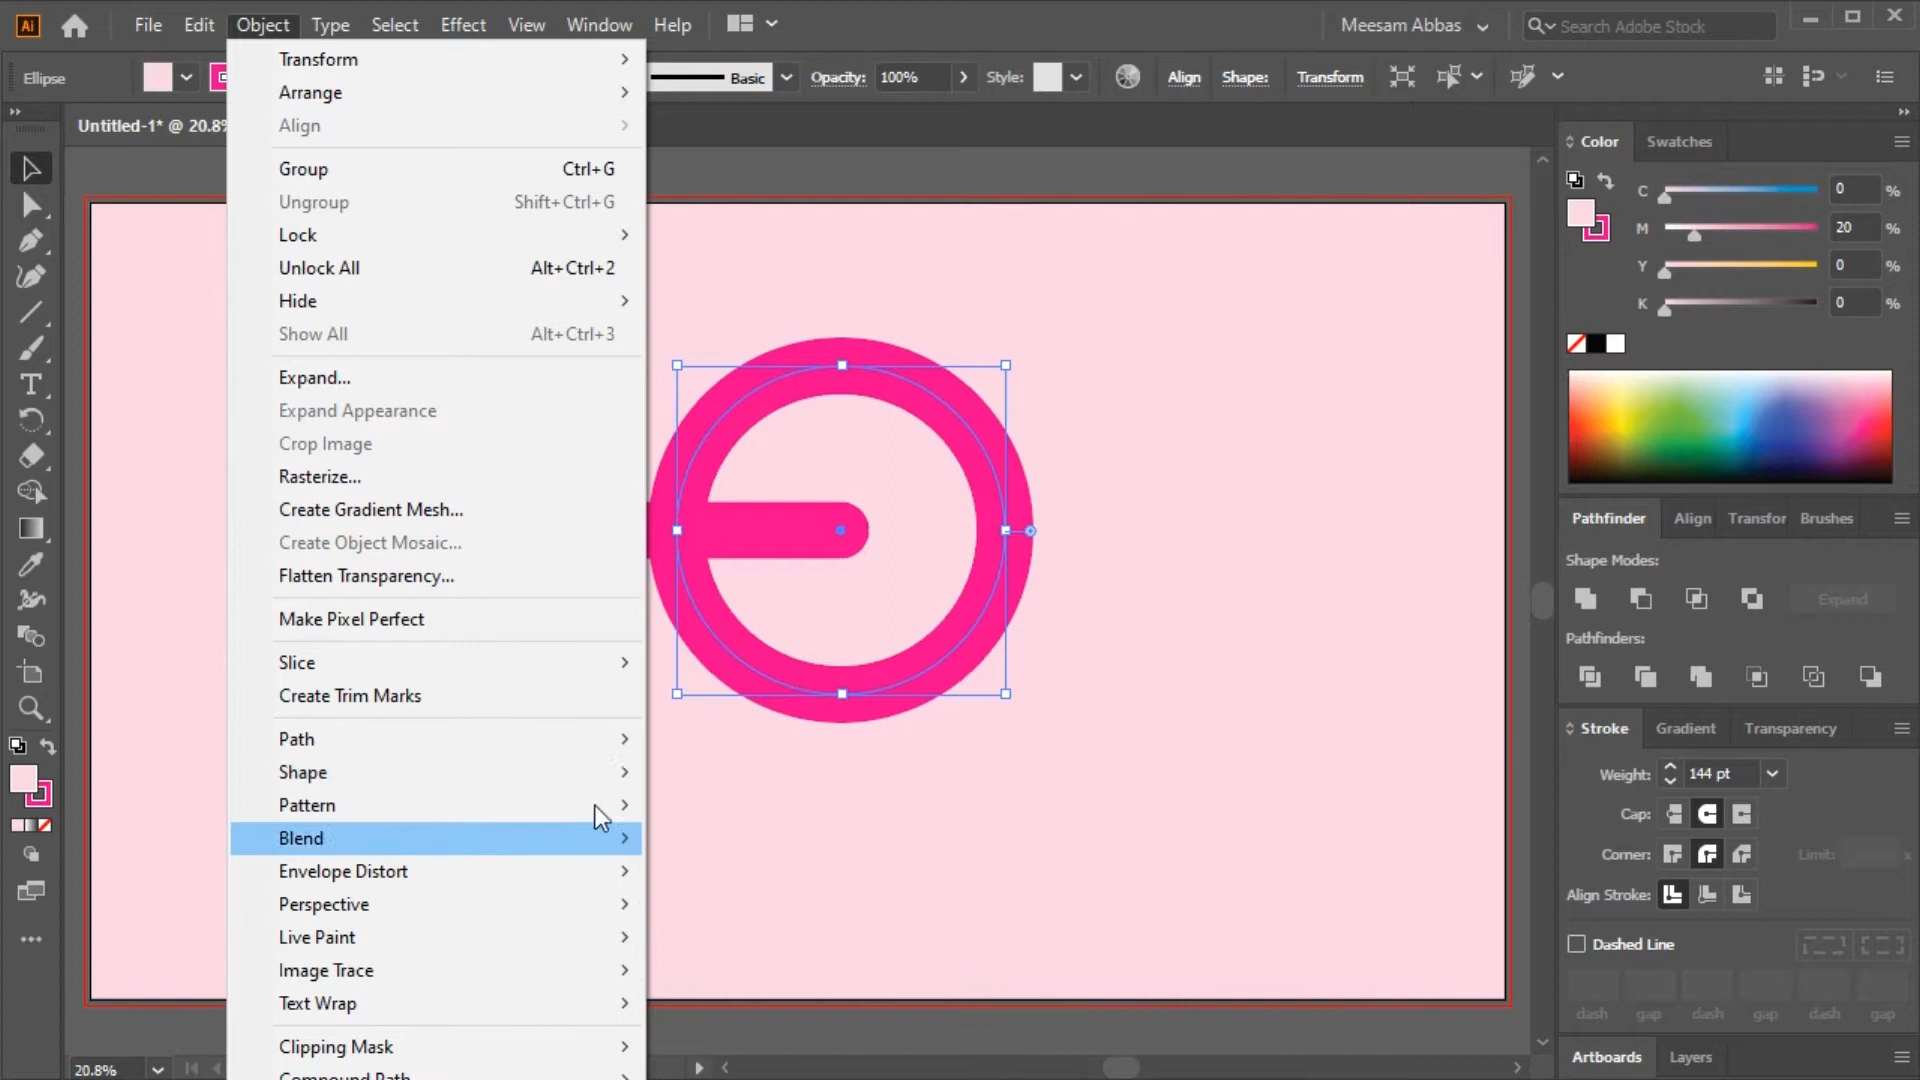 Ai File Edit Object Type Select Effect View Window Help Meesam Abbas Search Adobe Stock
Ellipse Basic Opacity: 100% Style: Align Shape: Transform
Untitled-1* @ 20.8%
Transform
Arrange
Align
Group Ctrl+G
Ungroup Shift+Ctrl+G
Lock
Unlock All Alt+Ctrl+2
Hide
Show All Alt+Ctrl+3
Expand...
Expand Appearance
Crop Image
Rasterize...
Create Gradient Mesh...
Create Object Mosaic...
Flatten Transparency...
Make Pixel Perfect
Slice
Create Trim Marks
Path
Shape
Pattern
Blend
Envelope Distort
Perspective
Live Paint
Image Trace
Text Wrap
Clipping Mask
Compound Path
20.8%
Color Swatches
C 0 %
M 20 %
Y 0 %
K 0 %
Pathfinder Align Transfor Brushes
Shape Modes:
Expand
Pathfinders:
Stroke Gradient Transparency
Weight: 144 pt
Cap:
Corner: Limit: x
Align Stroke:
Dashed Line
dash gap dash gap dash gap
Artboards Layers